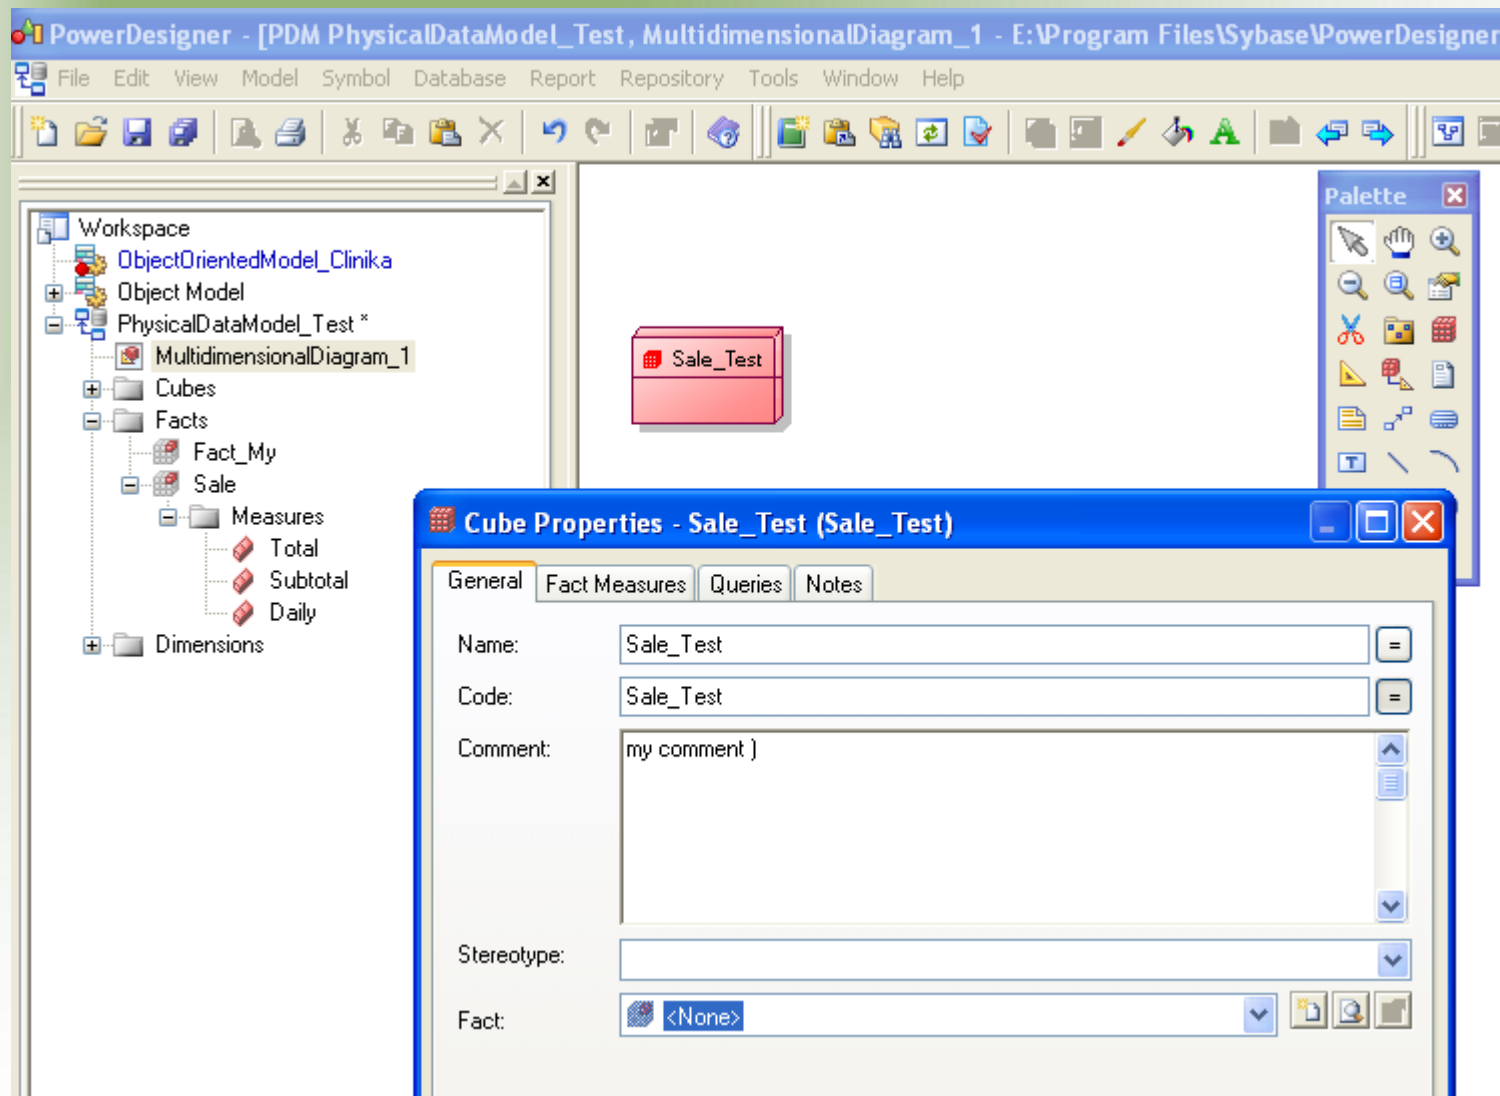 PowerDesigner - [PDM PhysicalDataModel_Test, MultidimensionalDiagram_1 - E:\Program Files\Sybase\PowerDesigner
File Edit View Model Symbol Database Report Repository Tools Window Help
Workspace
ObjectOrientedModel_Clinika
Object Model
PhysicalDataModel_Test *
MultidimensionalDiagram_1
Cubes
Facts
Fact_My
Sale
Measures
Total
Subtotal
Daily
Dimensions
Sale_Test
Palette
Cube Properties - Sale_Test (Sale_Test)
General Fact Measures Queries Notes
Name: Sale_Test =
Code: Sale_Test =
Comment: my comment )
Stereotype:
Fact: <None>